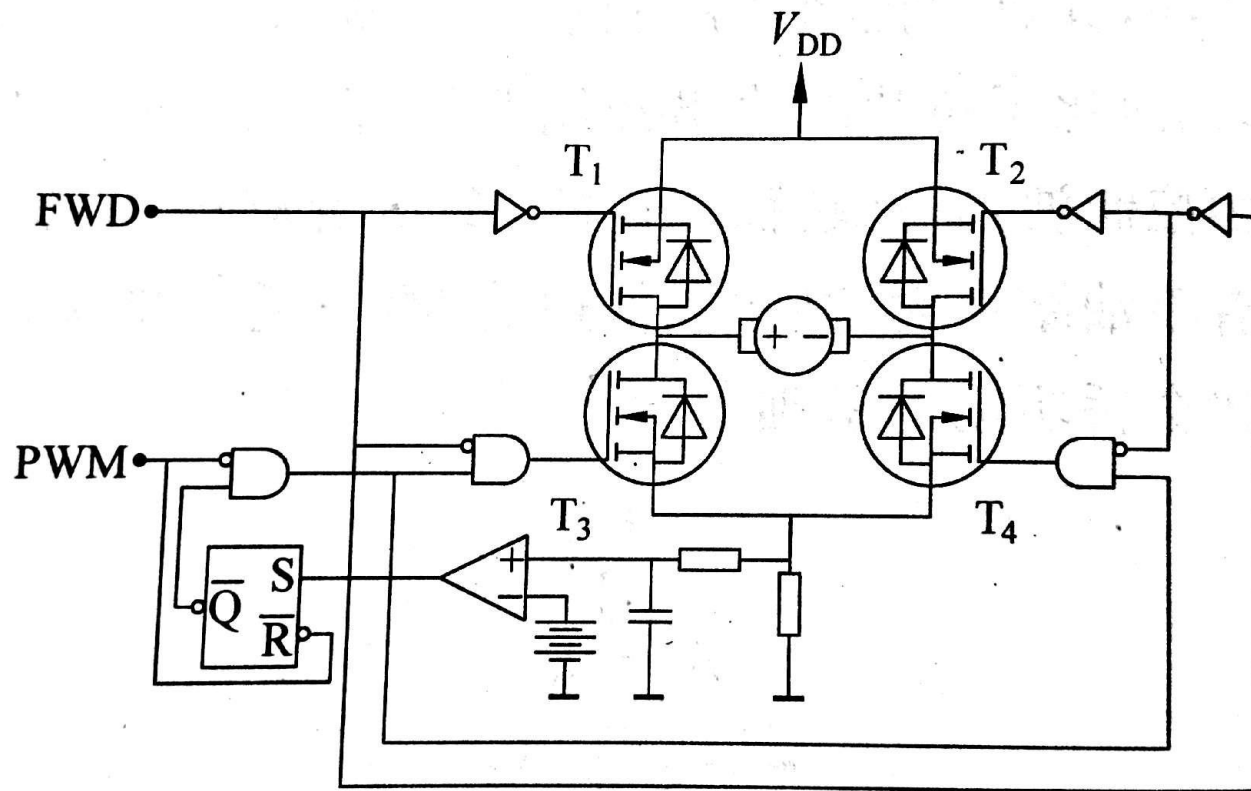 V_DD
T₁
T₂
FWD
+ −
PWM
T₃
T₄
S
Q̅
R̅
+
−